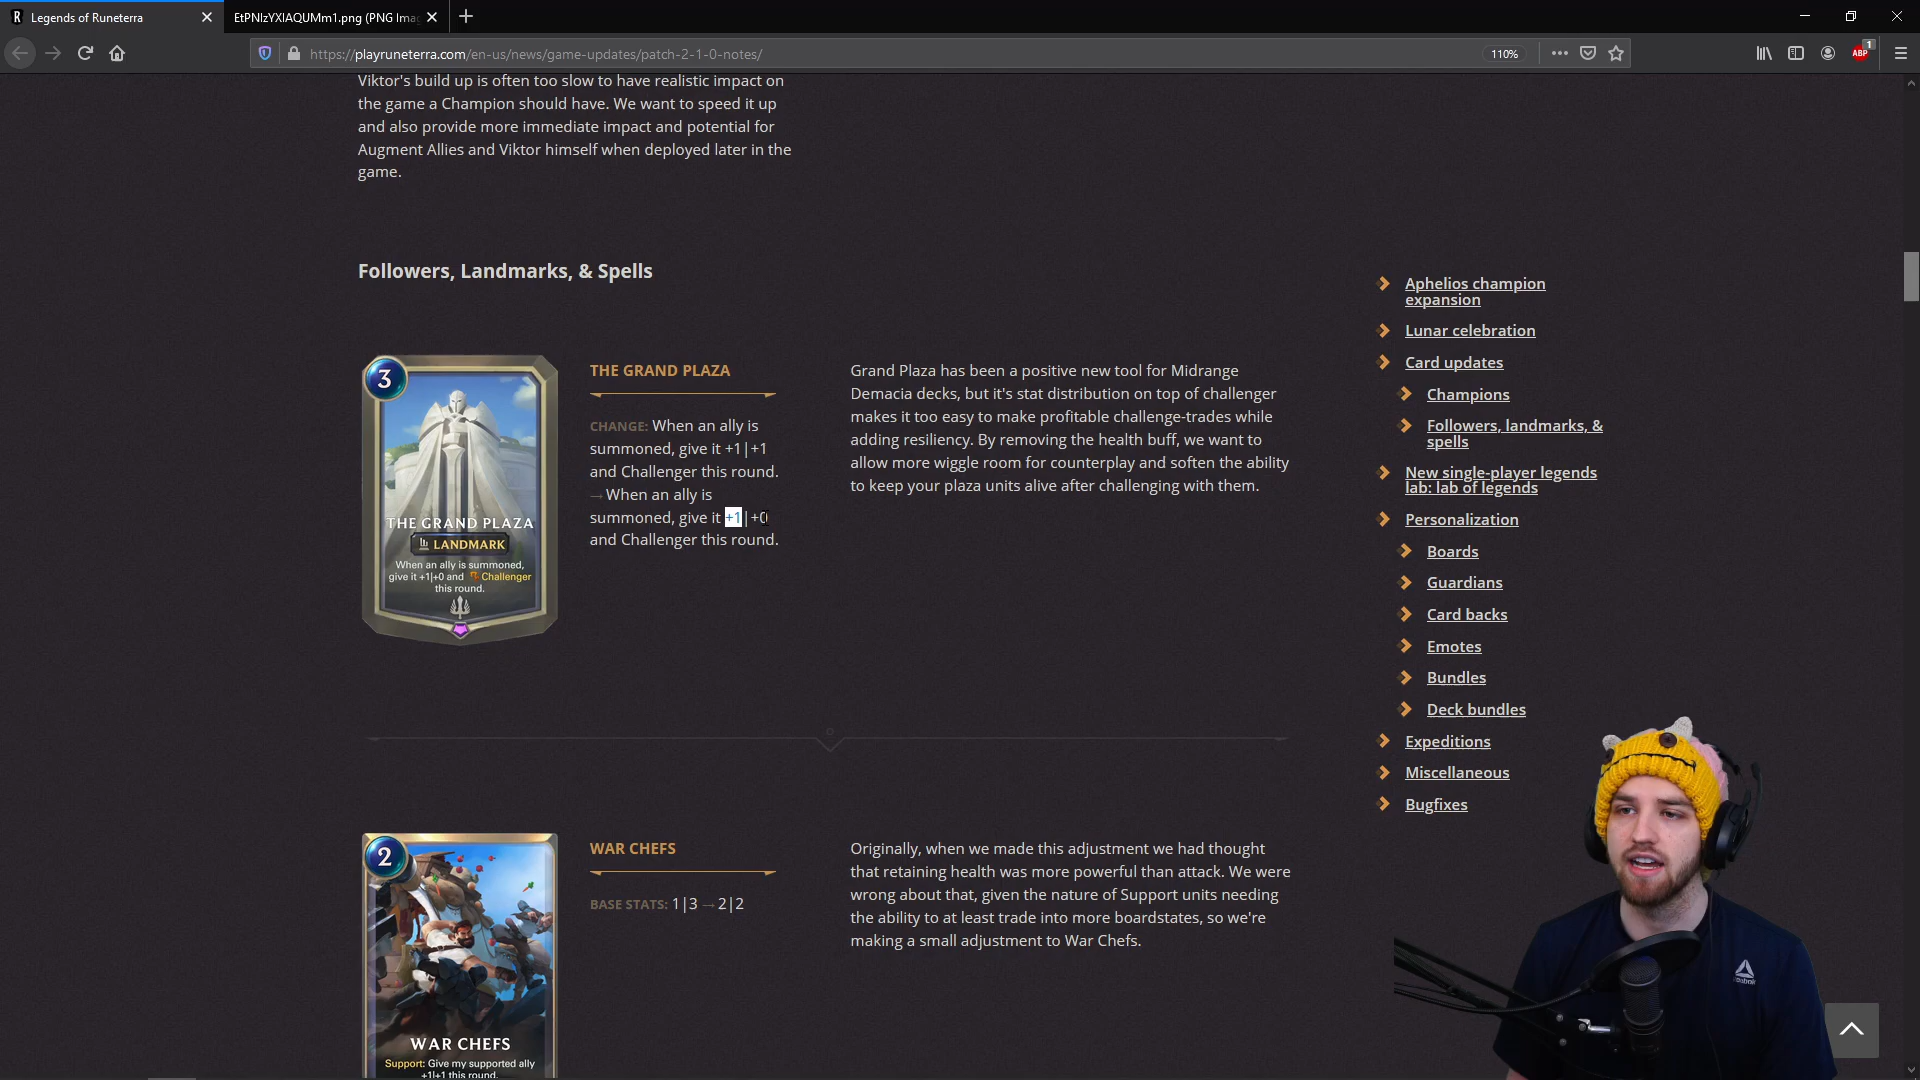 Legends of Runeterra
EtPNlzYXIAQUMm1.png (PNG Imag
https://playruneterra.com/en-us/news/game-updates/patch-2-1-0-notes/
110%
ABP
1
Viktor's build up is often too slow to have realistic impact on
the game a Champion should have. We want to speed it up
and also provide more immediate impact and potential for
Augment Allies and Viktor himself when deployed later in the
game.
Followers, Landmarks, & Spells
3
THE GRAND PLAZA
LANDMARK
When an ally is summoned,
give it +1|+0 and Challenger
this round.
THE GRAND PLAZA
CHANGE: When an ally is
summoned, give it +1|+1
and Challenger this round.
→When an ally is
summoned, give it +1|+0
and Challenger this round.
Grand Plaza has been a positive new tool for Midrange
Demacia decks, but it's stat distribution on top of challenger
makes it too easy to make profitable challenge-trades while
adding resiliency. By removing the health buff, we want to
allow more wiggle room for counterplay and soften the ability
to keep your plaza units alive after challenging with them.
2
WAR CHEFS
Support: Give my supported ally
+1|+1 this round.
WAR CHEFS
BASE STATS: 1|3 →2|2
Originally, when we made this adjustment we had thought
that retaining health was more powerful than attack. We were
wrong about that, given the nature of Support units needing
the ability to at least trade into more boardstates, so we're
making a small adjustment to War Chefs.
Aphelios champion
expansion
Lunar celebration
Card updates
Champions
Followers, landmarks, &
spells
New single-player legends
lab: lab of legends
Personalization
Boards
Guardians
Card backs
Emotes
Bundles
Deck bundles
Expeditions
Miscellaneous
Bugfixes
Reebok